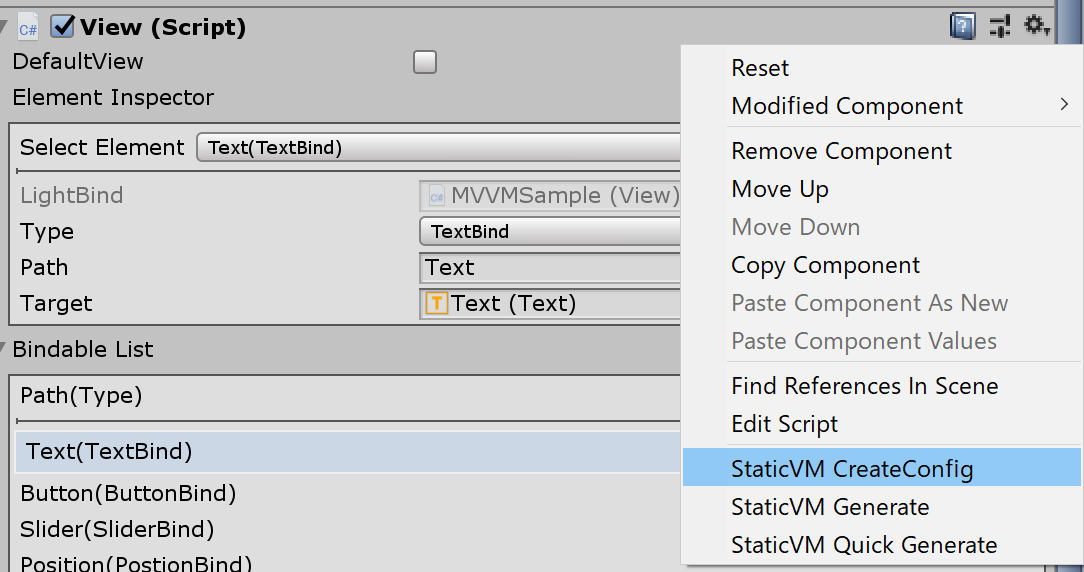 C# View (Script)
DefaultView
Element Inspector
Select Element Text(TextBind)
LightBind MVVMSample (View)
Type TextBind
Path Text
Target Text (Text)
Bindable List
Path(Type)
Text(TextBind)
Button(ButtonBind)
Slider(SliderBind)
Position(PostionBind)
Reset
Modified Component
Remove Component
Move Up
Move Down
Copy Component
Paste Component As New
Paste Component Values
Find References In Scene
Edit Script
StaticVM CreateConfig
StaticVM Generate
StaticVM Quick Generate